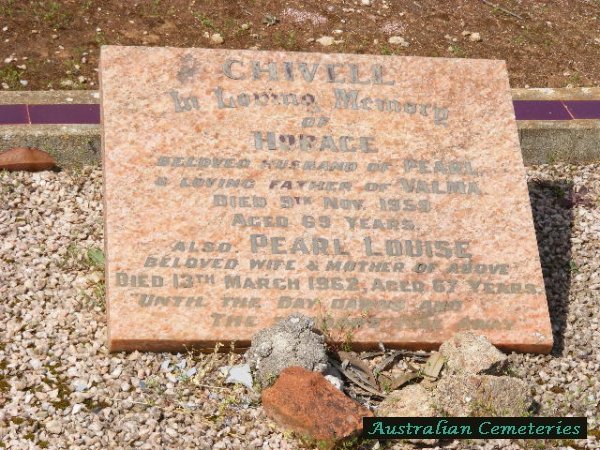 CHIVELL
In Loving Memory
OF
HORACE
BELOVED HUSBAND OF PEARL
& LOVING FATHER OF VALMA
DIED 9TH NOV. 1959
AGED 69 YEARS.
ALSO PEARL LOUISE
BELOVED WIFE & MOTHER OF ABOVE
DIED 13TH MARCH 1962, AGED 67 YEARS.
"UNTIL THE DAY DAWNS AND
THE AWAY
Australian Cemeteries